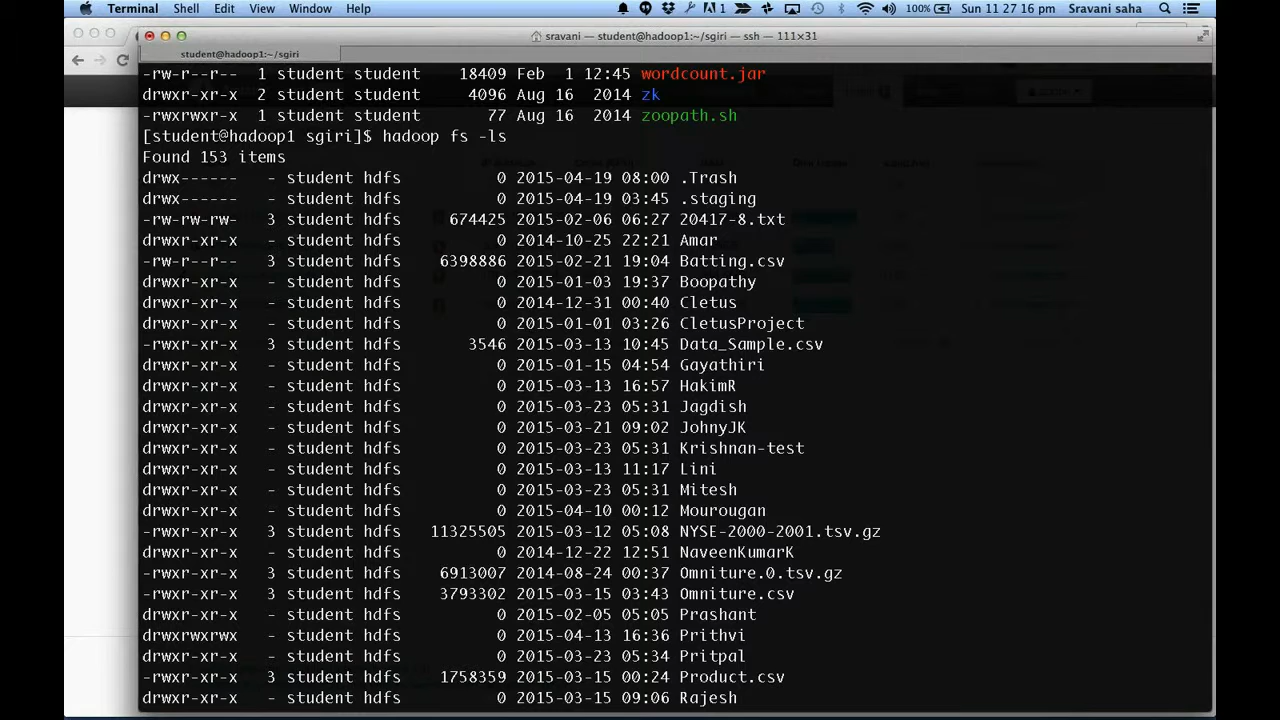 Terminal Shell Edit View Window Help 1 100% Sun 11 27 16 pm Sravani saha
sravani — student@hadoop1:~/sgiri — ssh — 111×31
student@hadoop1:~/sgiri
-rw-r--r-- 1 student student 18409 Feb 1 12:45 wordcount.jar
drwxr-xr-x 2 student student 4096 Aug 16 2014 zk
-rwxrwxr-x 1 student student 77 Aug 16 2014 zoopath.sh
[student@hadoop1 sgiri]$ hadoop fs -ls
Found 153 items
drwx------ - student hdfs 0 2015-04-19 08:00 .Trash
drwx------ - student hdfs 0 2015-04-19 03:45 .staging
-rw-rw-rw- 3 student hdfs 674425 2015-02-06 06:27 20417-8.txt
drwxr-xr-x - student hdfs 0 2014-10-25 22:21 Amar
-rw-r--r-- 3 student hdfs 6398886 2015-02-21 19:04 Batting.csv
drwxr-xr-x - student hdfs 0 2015-01-03 19:37 Boopathy
drwxr-xr-x - student hdfs 0 2014-12-31 00:40 Cletus
drwxr-xr-x - student hdfs 0 2015-01-01 03:26 CletusProject
-rwxr-xr-x 3 student hdfs 3546 2015-03-13 10:45 Data_Sample.csv
drwxr-xr-x - student hdfs 0 2015-01-15 04:54 Gayathiri
drwxr-xr-x - student hdfs 0 2015-03-13 16:57 HakimR
drwxr-xr-x - student hdfs 0 2015-03-23 05:31 Jagdish
drwxr-xr-x - student hdfs 0 2015-03-21 09:02 JohnyJK
drwxr-xr-x - student hdfs 0 2015-03-23 05:31 Krishnan-test
drwxr-xr-x - student hdfs 0 2015-03-13 11:17 Lini
drwxr-xr-x - student hdfs 0 2015-03-23 05:31 Mitesh
drwxr-xr-x - student hdfs 0 2015-04-10 00:12 Mourougan
-rwxr-xr-x 3 student hdfs 11325505 2015-03-12 05:08 NYSE-2000-2001.tsv.gz
drwxr-xr-x - student hdfs 0 2014-12-22 12:51 NaveenKumarK
-rwxr-xr-x 3 student hdfs 6913007 2014-08-24 00:37 Omniture.0.tsv.gz
-rwxr-xr-x 3 student hdfs 3793302 2015-03-15 03:43 Omniture.csv
drwxr-xr-x - student hdfs 0 2015-02-05 05:05 Prashant
drwxrwxrwx - student hdfs 0 2015-04-13 16:36 Prithvi
drwxr-xr-x - student hdfs 0 2015-03-23 05:34 Pritpal
-rwxr-xr-x 3 student hdfs 1758359 2015-03-15 00:24 Product.csv
drwxr-xr-x - student hdfs 0 2015-03-15 09:06 Rajesh